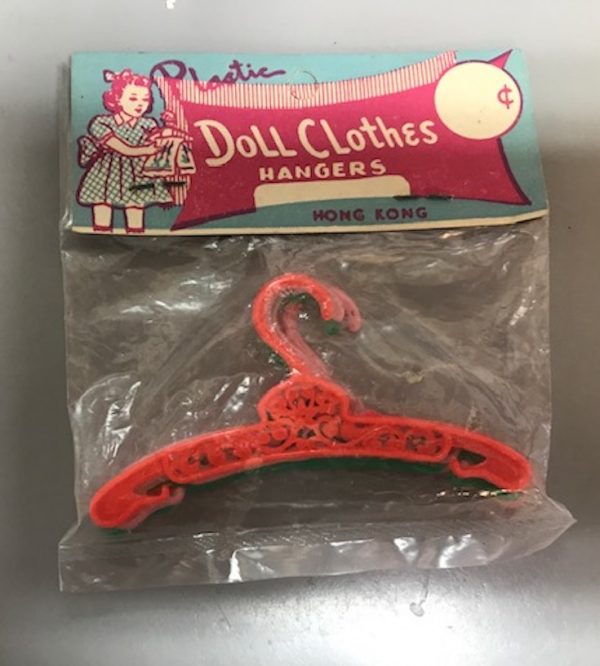 Plastic
¢
DOLL CLOTHES
HANGERS
HONG KONG